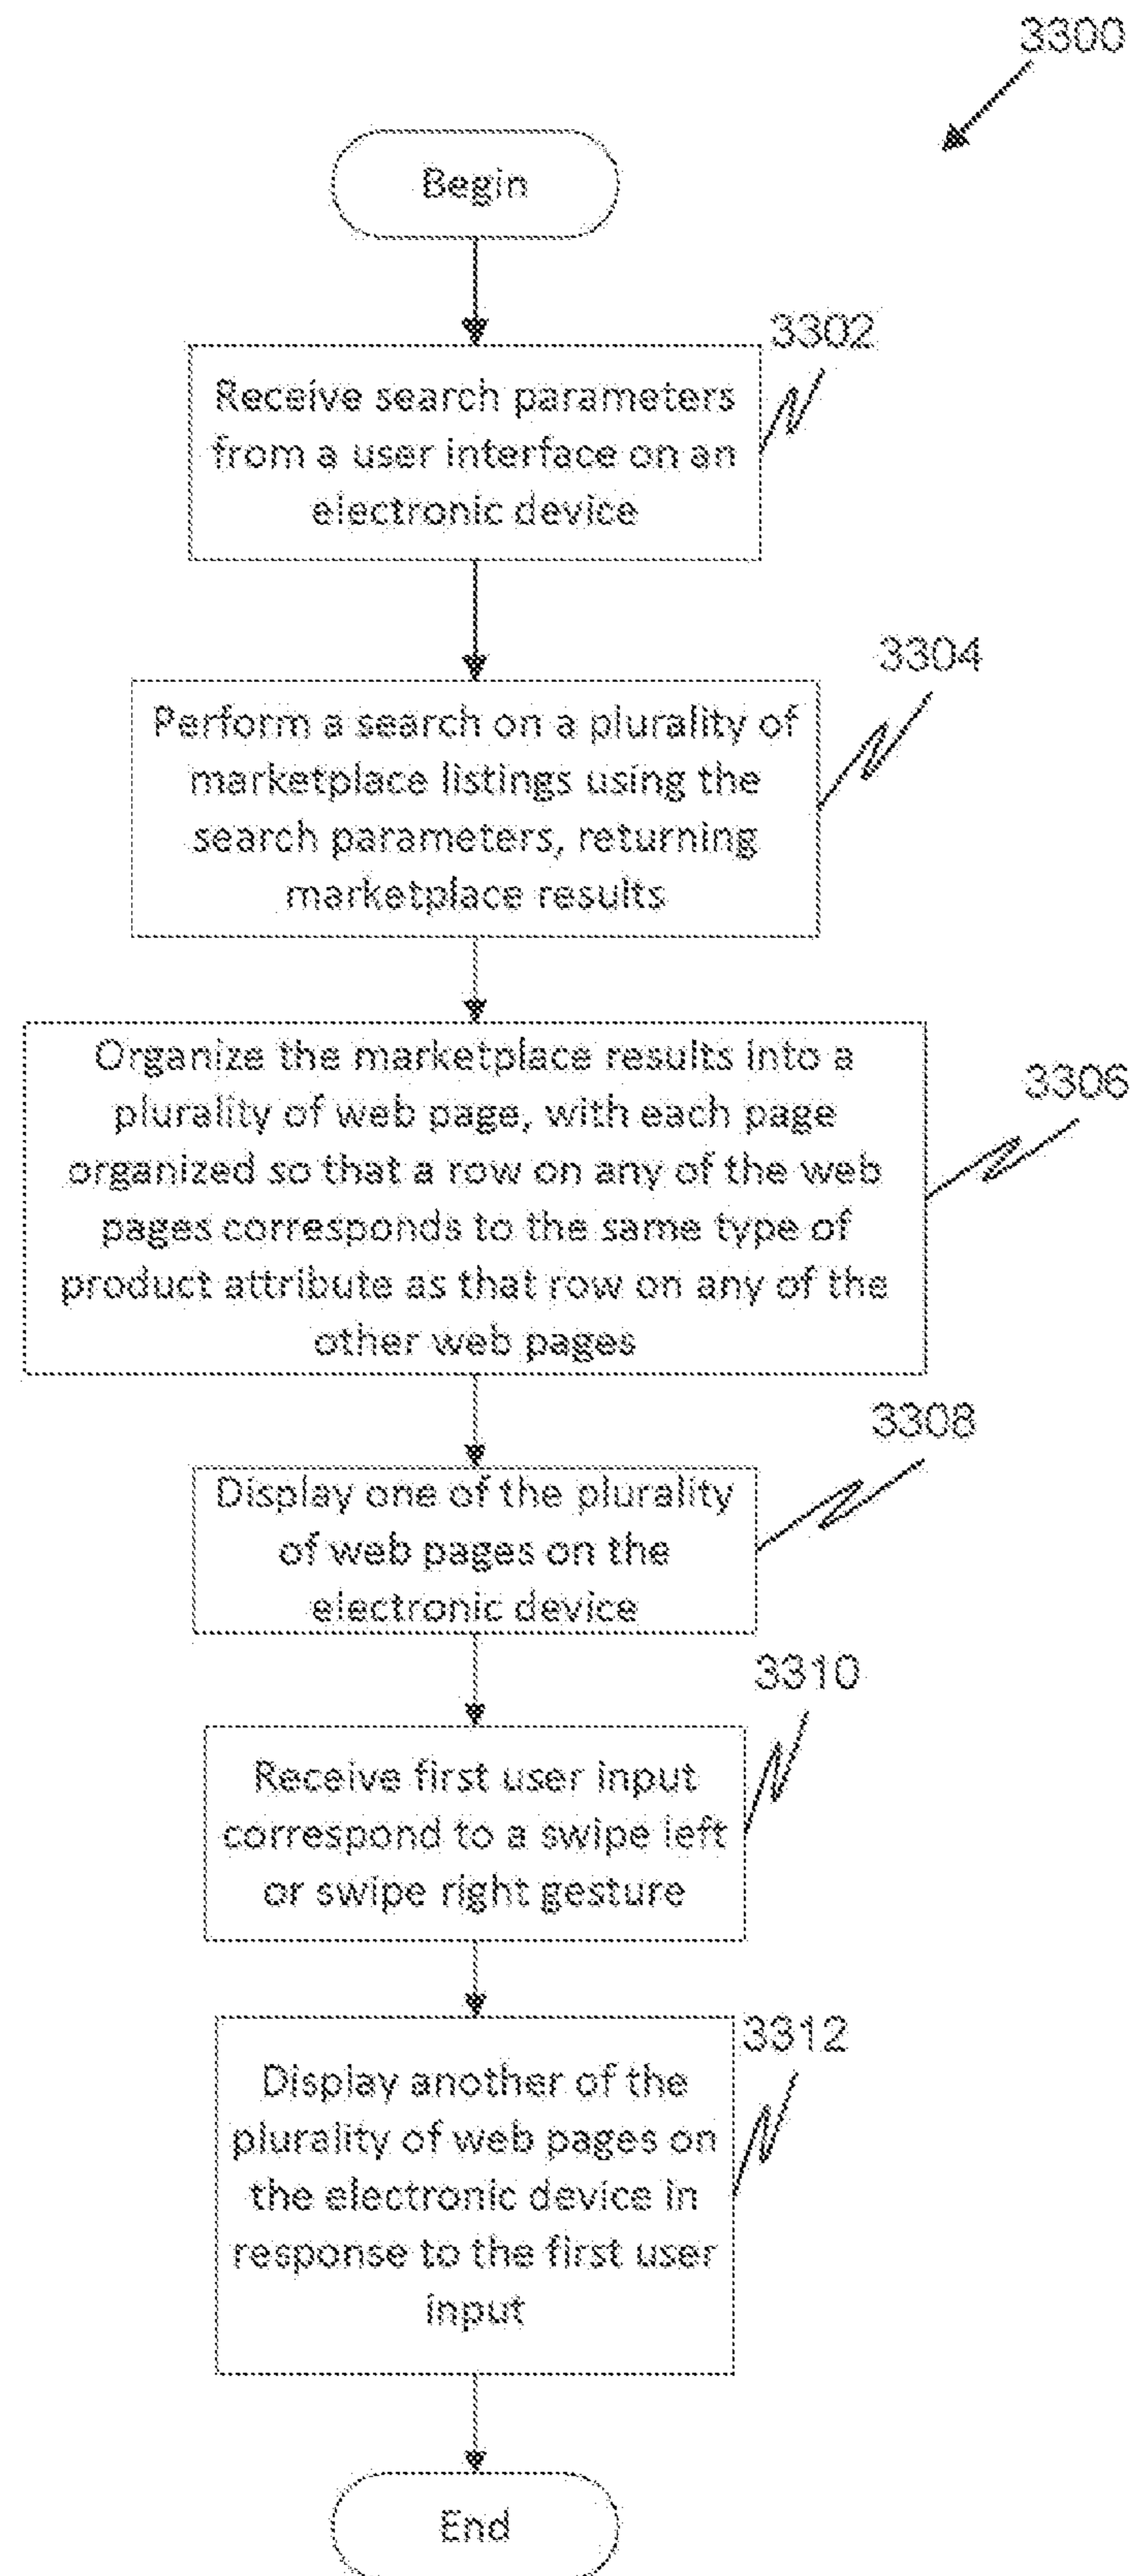 3300
Begin
3302
Receive search parameters
from a user interface on an
electronic device
3304
Perform a search on a plurality of
marketplace listings using the
search parameters, returning
marketplace results
3306
Organize the marketplace results into a
plurality of web page, with each page
organized so that a row on any of the web
pages corresponds to the same type of
product attribute as that row on any of the
other web pages
3308
Display one of the plurality
of web pages on the
electronic device
3310
Receive first user input
correspond to a swipe left
or swipe right gesture
3312
Display another of the
plurality of web pages on
the electronic device in
response to the first user
input
End